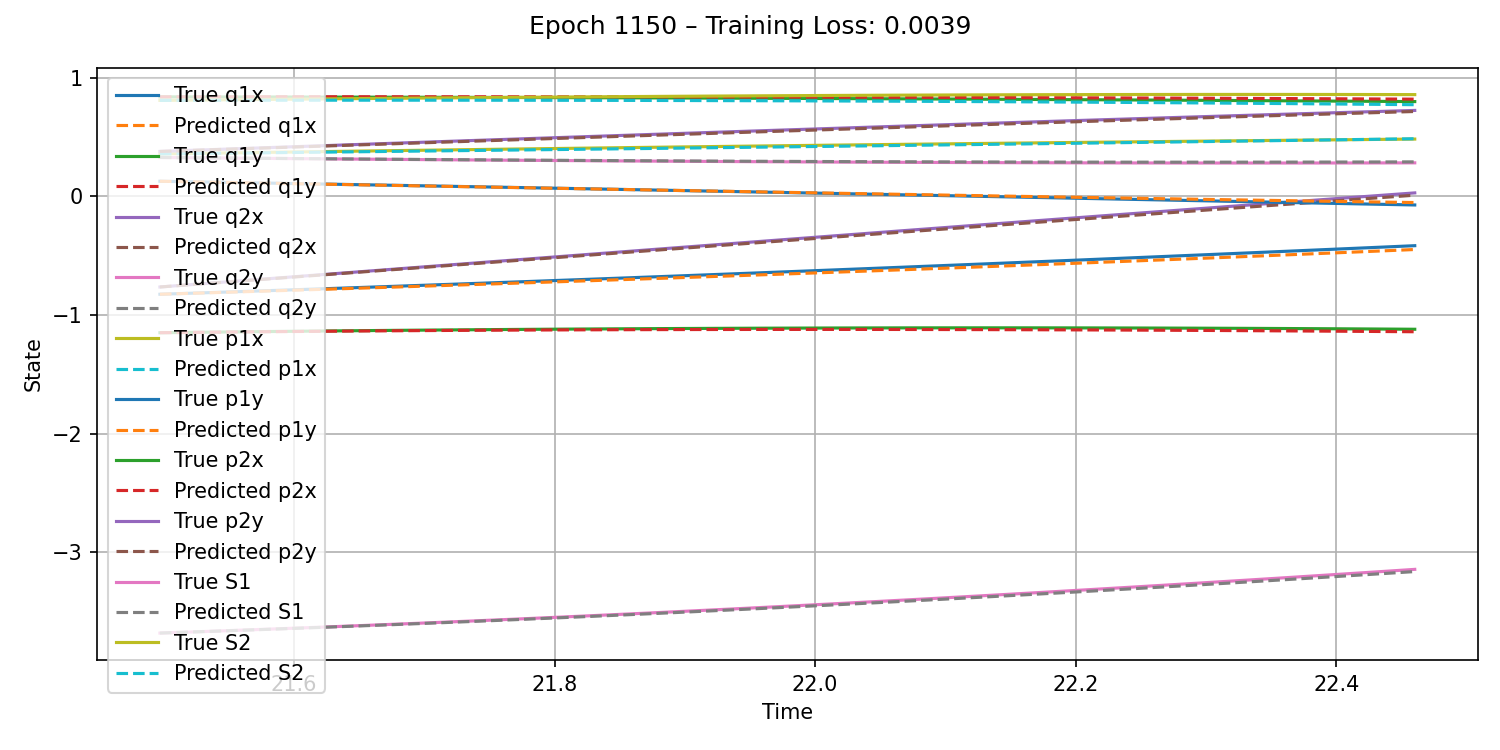 Epoch 1150 – Training Loss: 0.0039
State
1
0
−1
−2
−3
True q1x
Predicted q1x
True q1y
Predicted q1y
True q2x
Predicted q2x
True q2y
Predicted q2y
True p1x
Predicted p1x
True p1y
Predicted p1y
True p2x
Predicted p2x
True p2y
Predicted p2y
True S1
Predicted S1
True S2
Predicted S2
21.6 21.8 22.0 22.2 22.4
Time